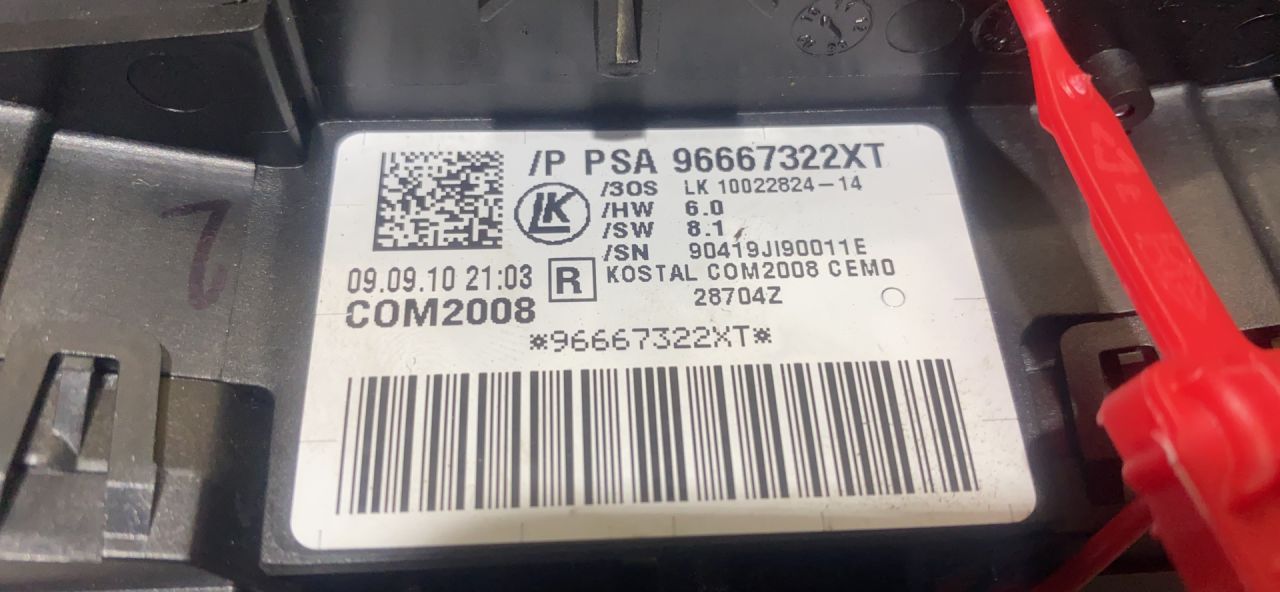 /P PSA 96667322XT
/30S LK 10022824-14
LK
/HW 6.0
/SW 8.1
/SN 90419JI90011E
09.09.10 21:03 R KOSTAL COM2008 CEM0
28704Z
COM2008
*96667322XT*